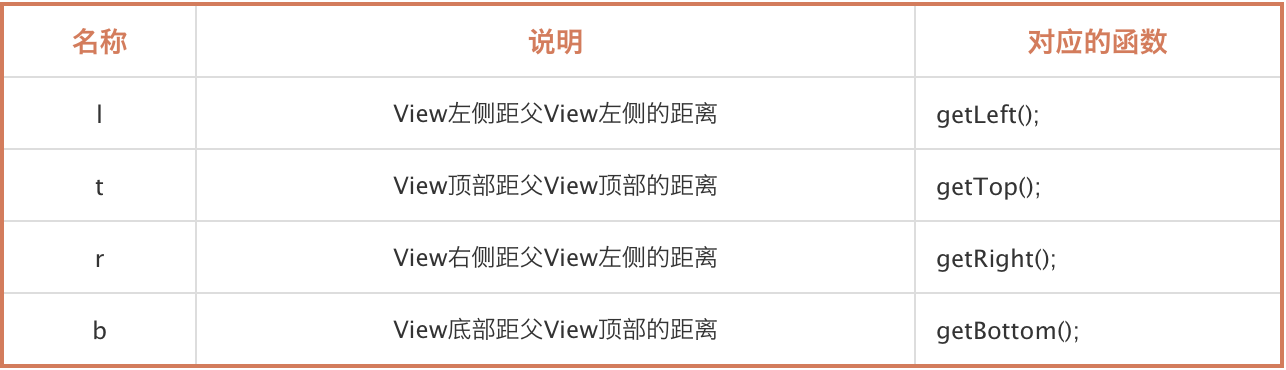 名称 说明 对应的函数
l View左侧距父View左侧的距离 getLeft();
t View顶部距父View顶部的距离 getTop();
r View右侧距父View左侧的距离 getRight();
b View底部距父View顶部的距离 getBottom();